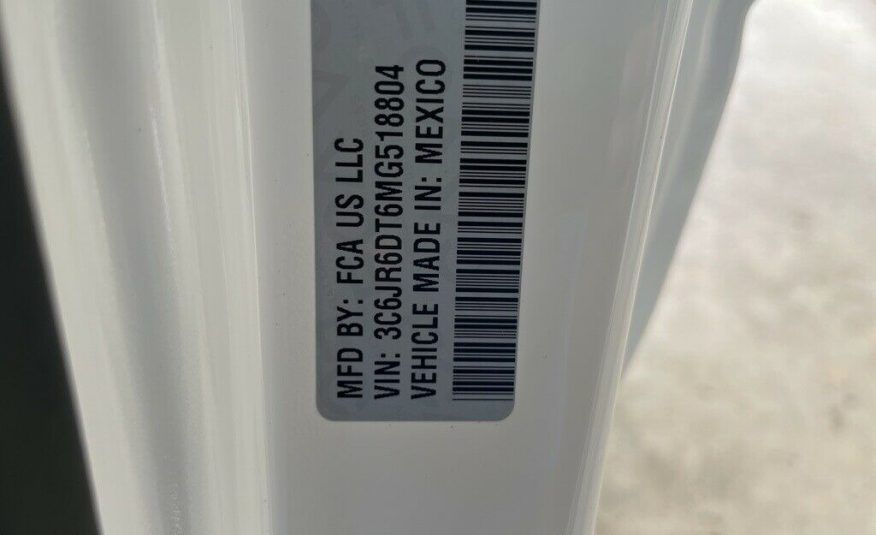 MFD BY: FCA US LLC
VIN: 3C6JR6DT6MG518804
VEHICLE MADE IN: MEXICO